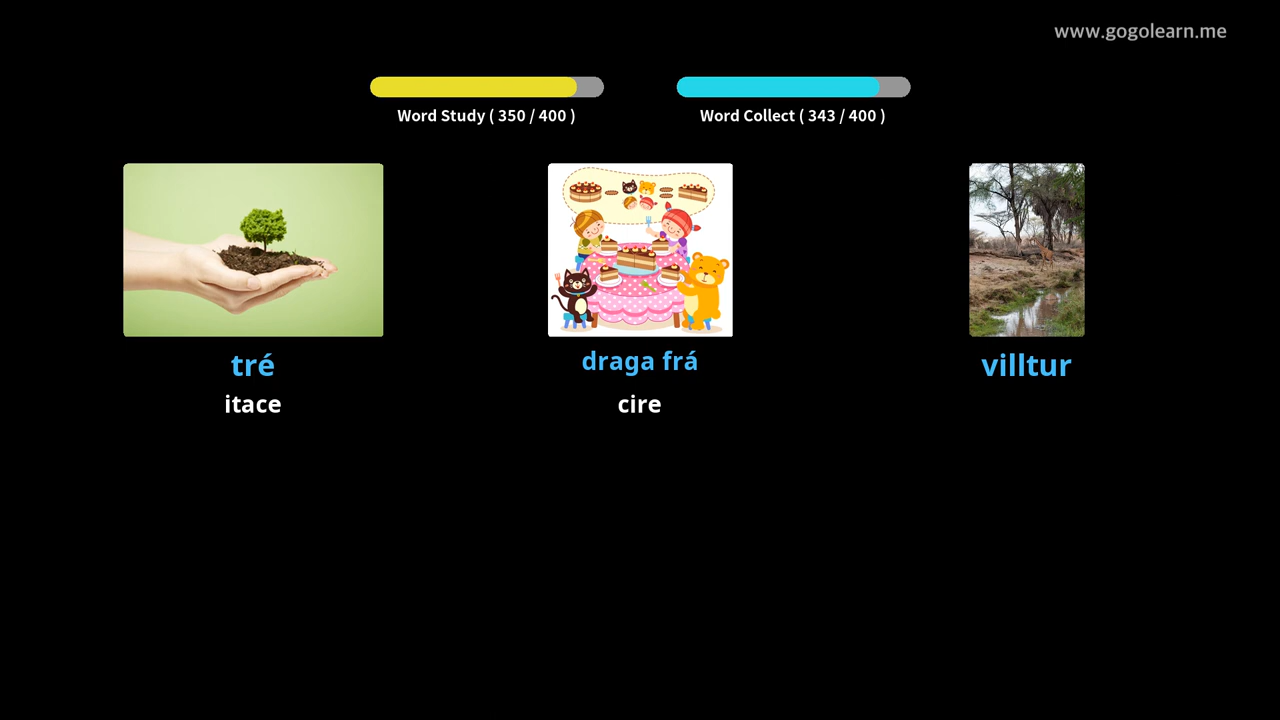 www.gogolearn.me
Word Study ( 350 / 400 )
Word Collect ( 343 / 400 )
tré
draga frá
villtur
itace
cire